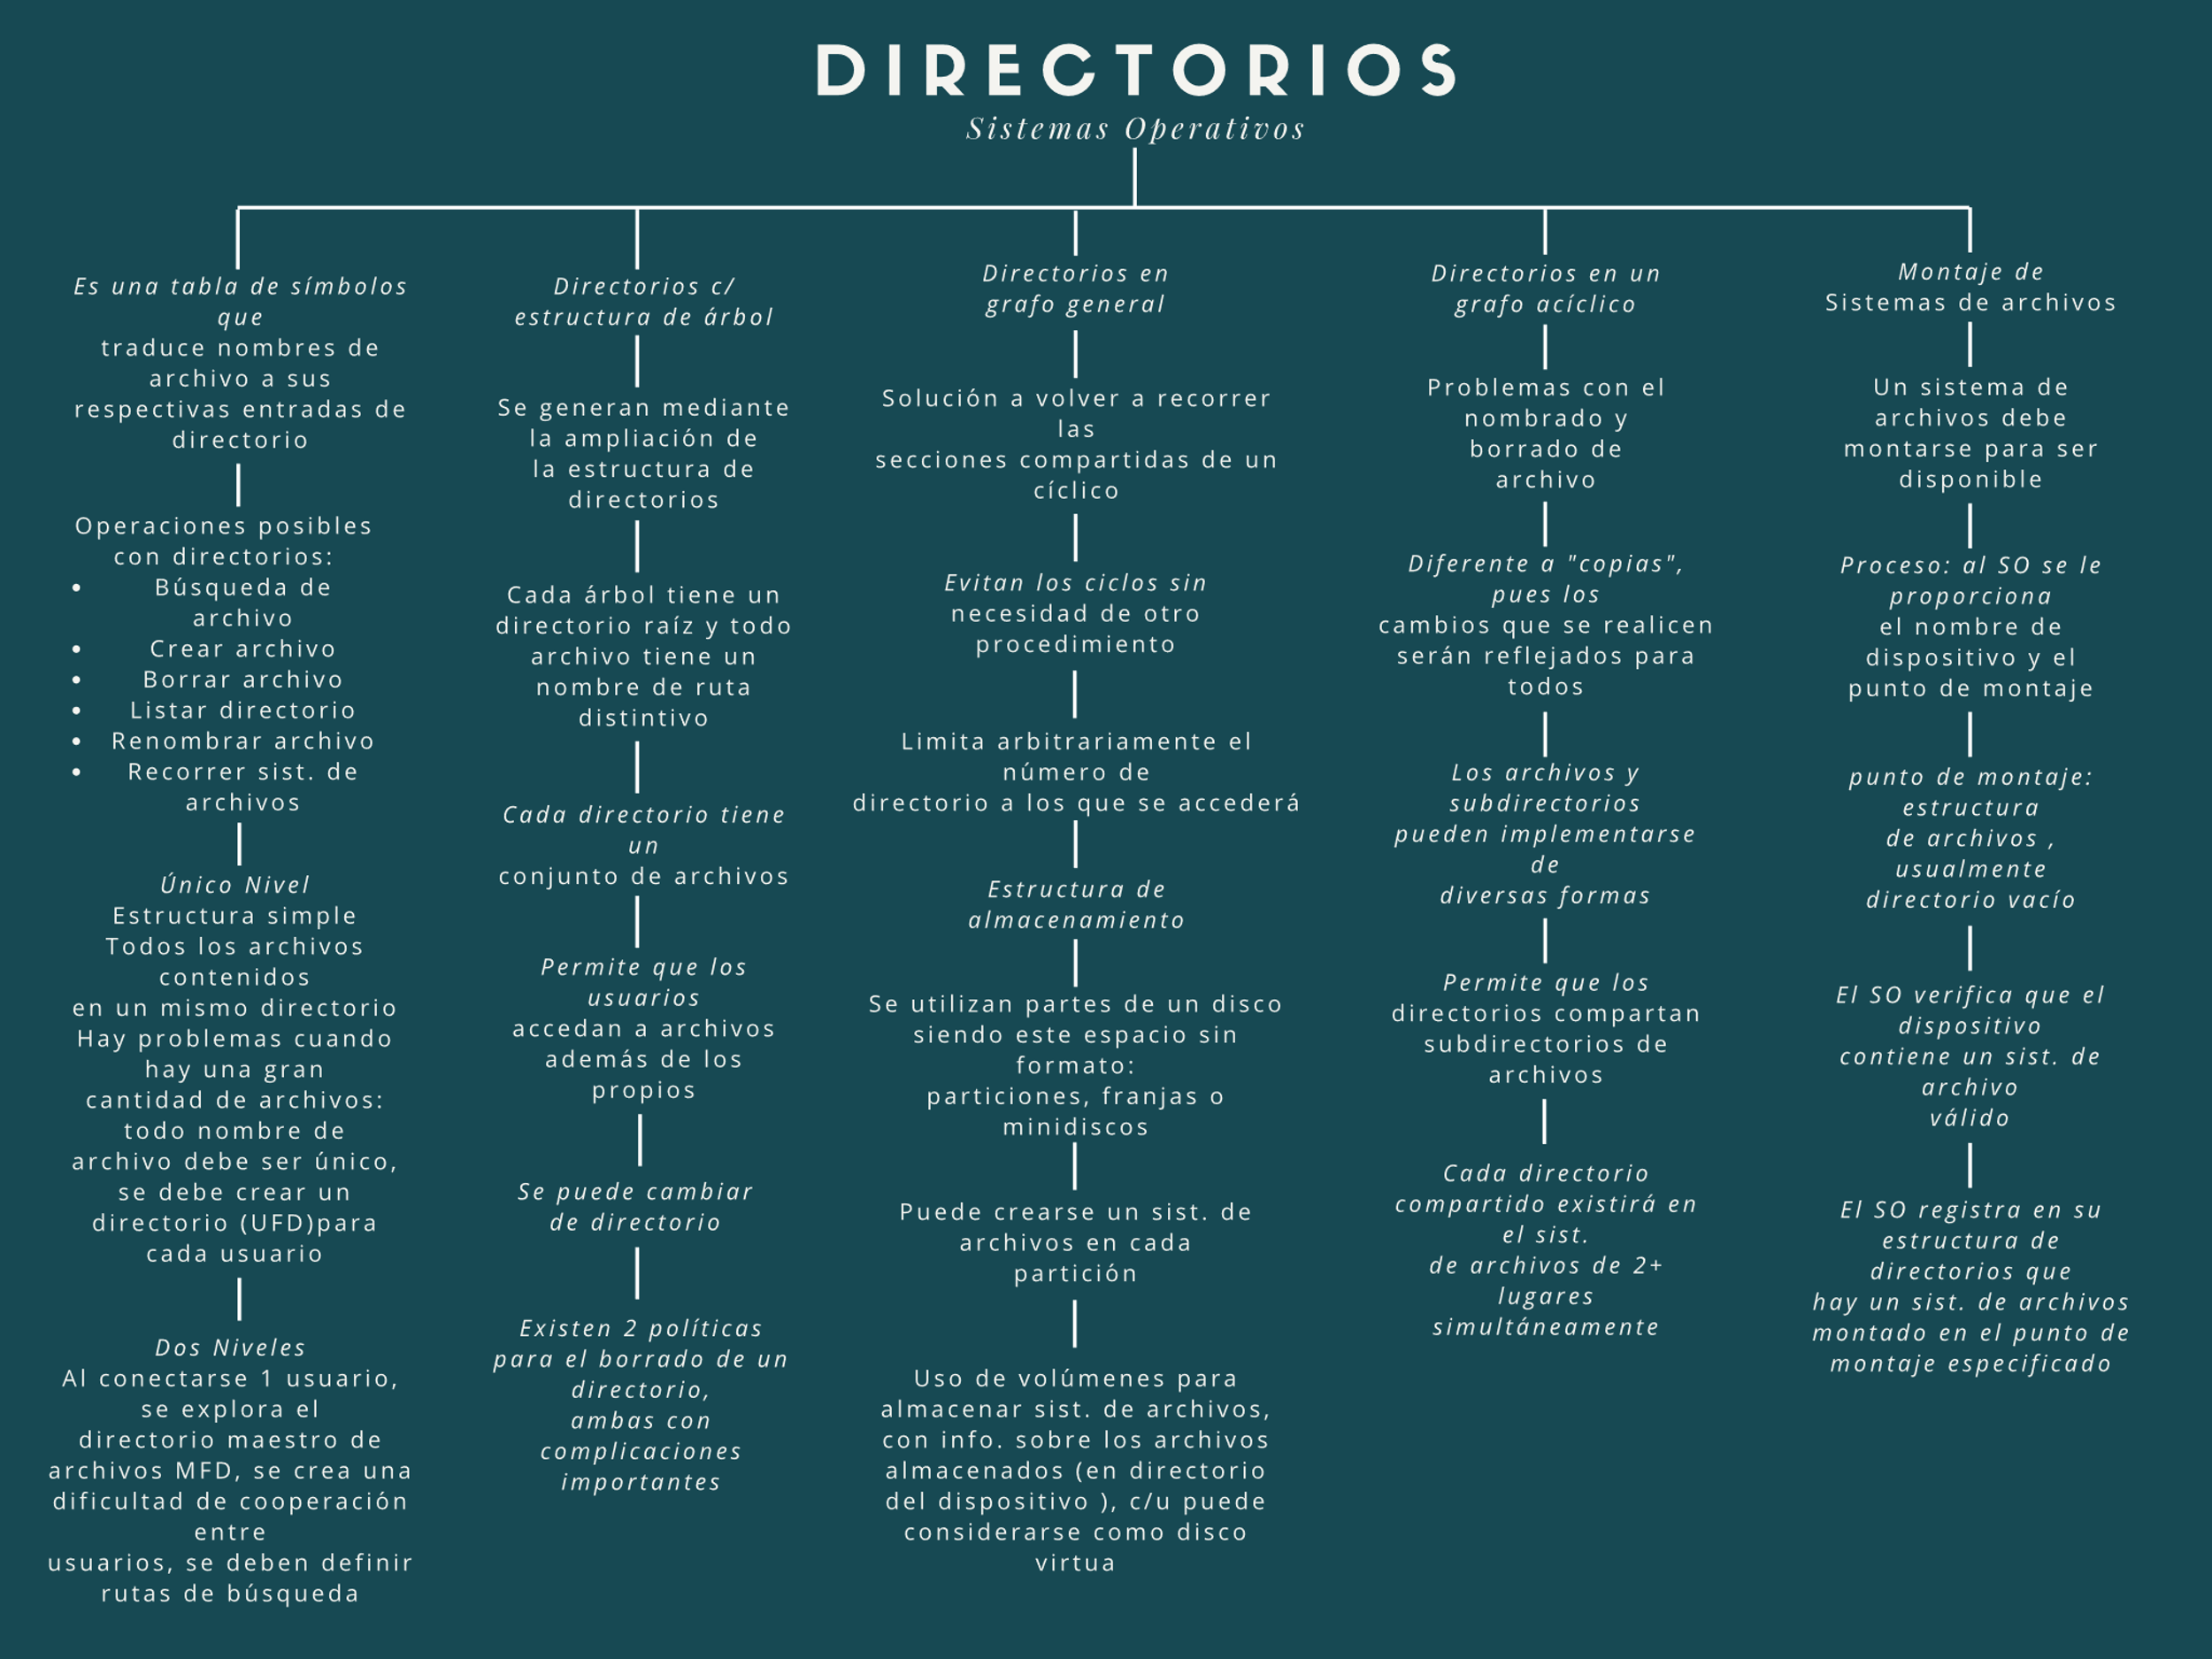 DIRECTORIOS
Sistemas Operativos
Es una tabla de símbolos
que
traduce nombres de
archivo a sus
respectivas entradas de
directorio
Operaciones posibles
con directorios:
• Búsqueda de
archivo
• Crear archivo
• Borrar archivo
• Listar directorio
• Renombrar archivo
• Recorrer sist. de
archivos
Único Nivel
Estructura simple
Todos los archivos
contenidos
en un mismo directorio
Hay problemas cuando
hay una gran
cantidad de archivos:
todo nombre de
archivo debe ser único,
se debe crear un
directorio (UFD)para
cada usuario
Dos Niveles
Al conectarse 1 usuario,
se explora el
directorio maestro de
archivos MFD, se crea una
dificultad de cooperación
entre
usuarios, se deben definir
rutas de búsqueda
Directorios c/
estructura de árbol
Se generan mediante
la ampliación de
la estructura de
directorios
Cada árbol tiene un
directorio raíz y todo
archivo tiene un
nombre de ruta
distintivo
Cada directorio tiene
un
conjunto de archivos
Permite que los
usuarios
accedan a archivos
además de los
propios
Se puede cambiar
de directorio
Existen 2 políticas
para el borrado de un
directorio,
ambas con
complicaciones
importantes
Directorios en
grafo general
Solución a volver a recorrer
las
secciones compartidas de un
cíclico
Evitan los ciclos sin
necesidad de otro
procedimiento
Limita arbitrariamente el
número de
directorio a los que se accederá
Estructura de
almacenamiento
Se utilizan partes de un disco
siendo este espacio sin
formato:
particiones, franjas o
minidiscos
Puede crearse un sist. de
archivos en cada
partición
Uso de volúmenes para
almacenar sist. de archivos,
con info. sobre los archivos
almacenados (en directorio
del dispositivo ), c/u puede
considerarse como disco
virtua
Directorios en un
grafo acíclico
Problemas con el
nombrado y
borrado de
archivo
Diferente a "copias",
pues los
cambios que se realicen
serán reflejados para
todos
Los archivos y
subdirectorios
pueden implementarse
de
diversas formas
Permite que los
directorios compartan
subdirectorios de
archivos
Cada directorio
compartido existirá en
el sist.
de archivos de 2+
lugares
simultáneamente
Montaje de
Sistemas de archivos
Un sistema de
archivos debe
montarse para ser
disponible
Proceso: al SO se le
proporciona
el nombre de
dispositivo y el
punto de montaje
punto de montaje:
estructura
de archivos ,
usualmente
directorio vacío
El SO verifica que el
dispositivo
contiene un sist. de
archivo
válido
El SO registra en su
estructura de
directorios que
hay un sist. de archivos
montado en el punto de
montaje especificado